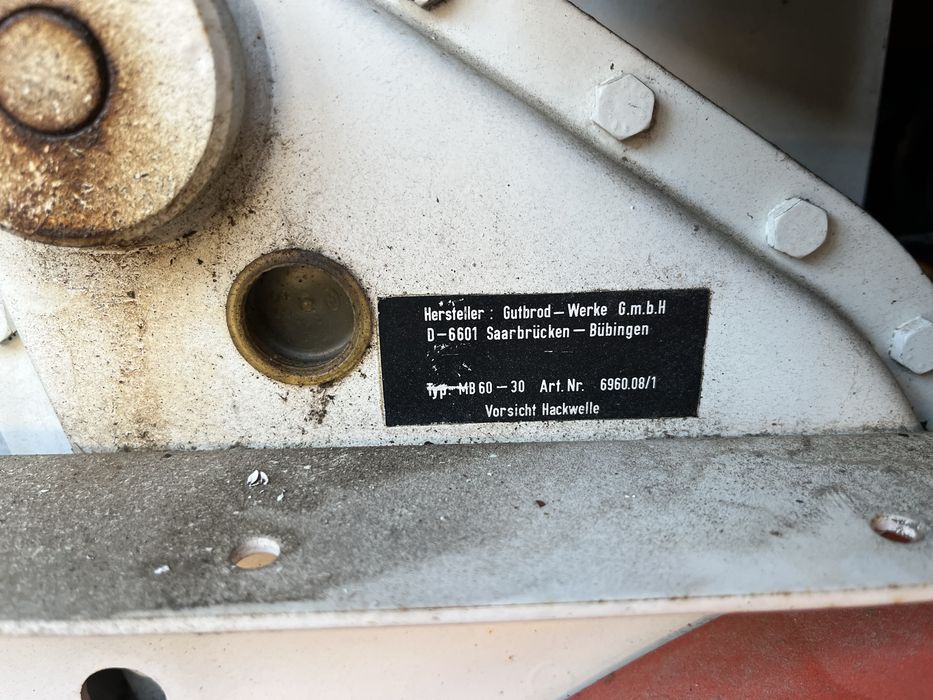 Hersteller : Gutbrod – Werke G.m.b.H
D – 6601 Saarbrücken – Bübingen
Typ: MB 60 – 30 Art. Nr. 6960.08/1
Vorsicht Hackwelle